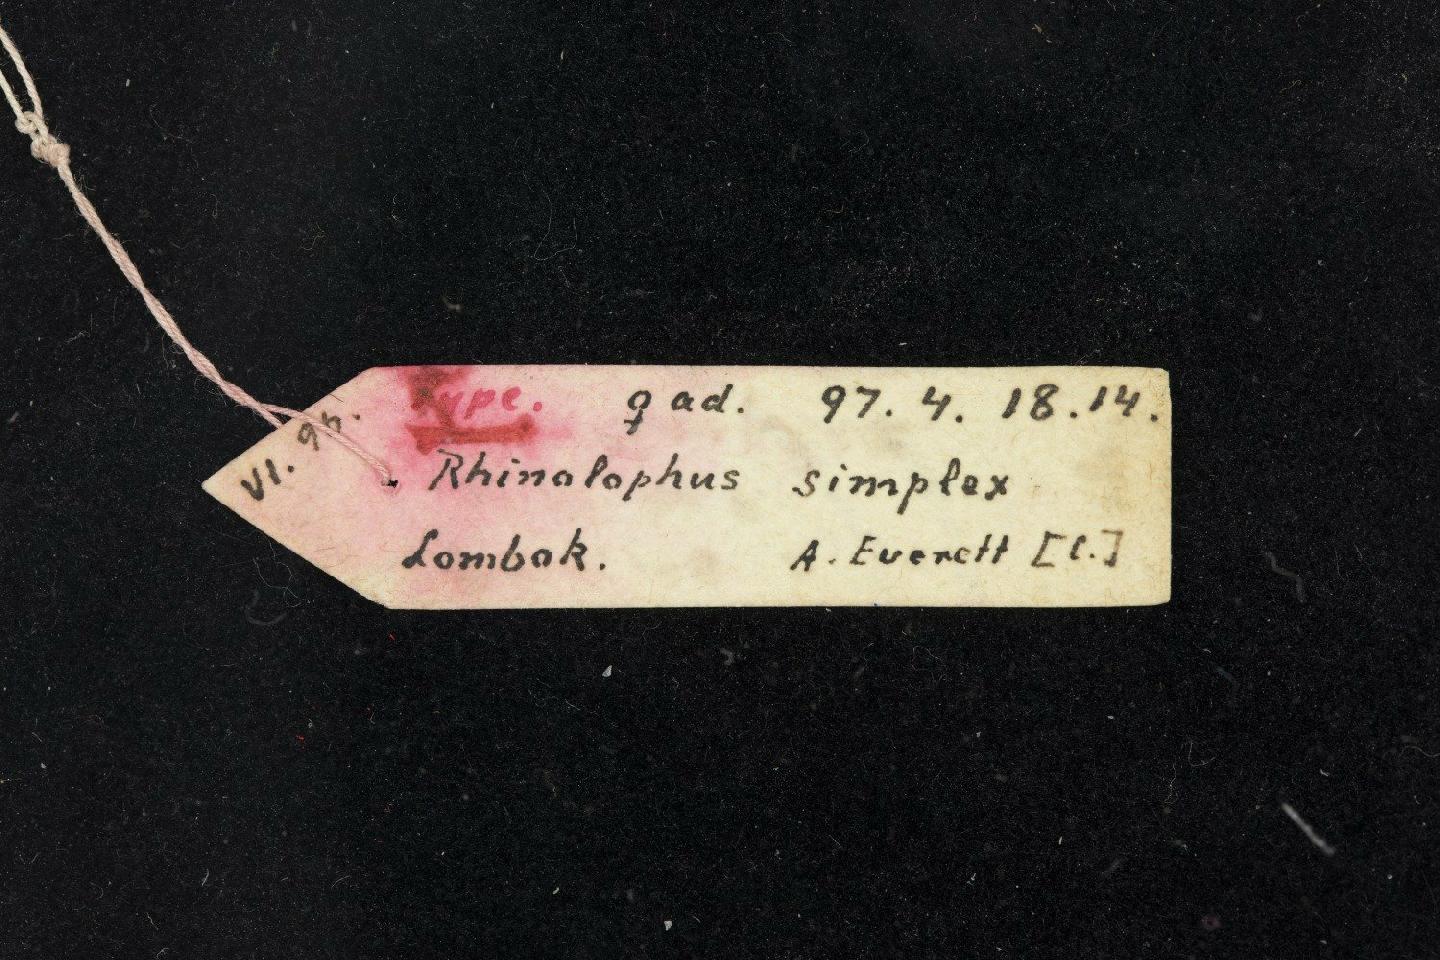 Type. ♀ ad. 97. 4. 18. 14.
Rhinolophus simplex
Lombok. A. Everett [C.]
VI. 96.